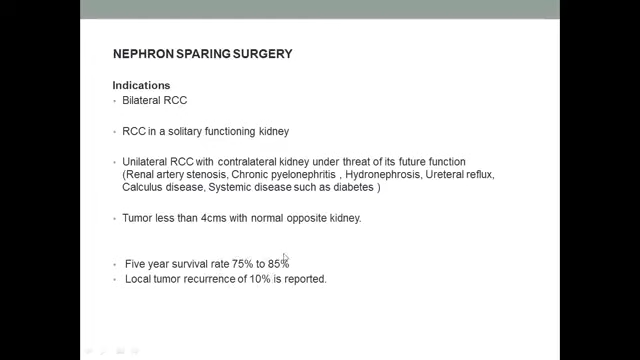 NEPHRON SPARING SURGERY
Indications
• Bilateral RCC
• RCC in a solitary functioning kidney
• Unilateral RCC with contralateral kidney under threat of its future function
(Renal artery stenosis, Chronic pyelonephritis , Hydronephrosis, Ureteral reflux,
Calculus disease, Systemic disease such as diabetes )
• Tumor less than 4cms with normal opposite kidney.
• Five year survival rate 75% to 85%
• Local tumor recurrence of 10% is reported.